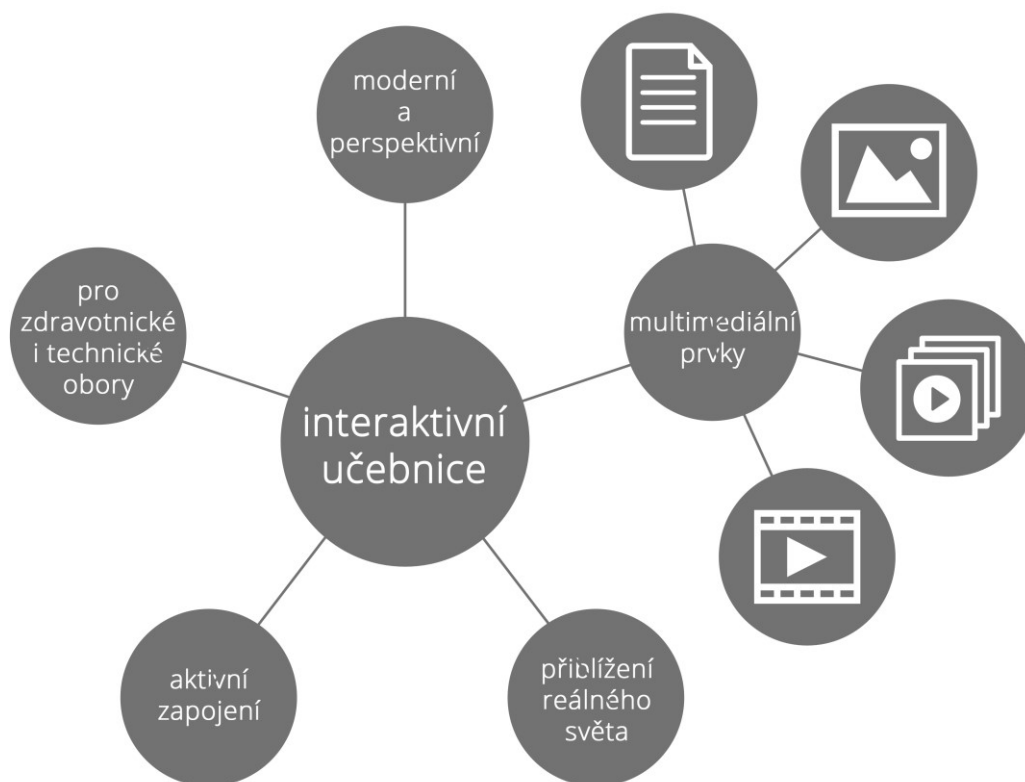 moderní
a
perspektivní
pro
zdravotnické
i technické
obory
multimediální
prvky
interaktivní
učebnice
aktivní
zapojení
přiblížení
reálného
světa